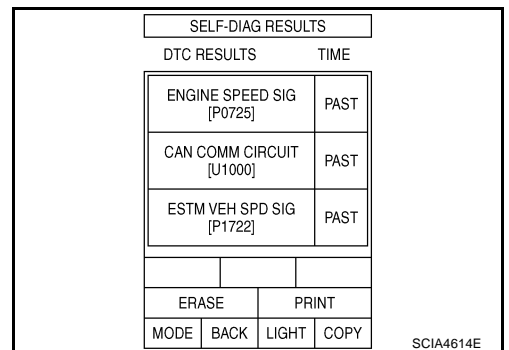 SELF-DIAG RESULTS
DTC RESULTS TIME
ENGINE SPEED SIG
[P0725]
PAST
CAN COMM CIRCUIT
[U1000]
PAST
ESTM VEH SPD SIG
[P1722]
PAST
ERASE PRINT
MODE BACK LIGHT COPY
SCIA4614E